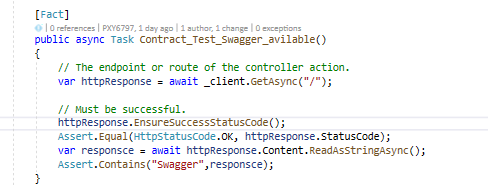 [Fact]
| 0 references | PXY6797, 1 day ago | 1 author, 1 change | 0 exceptions
public async Task Contract_Test_Swagger_avilable()
{
// The endpoint or route of the controller action.
var httpResponse = await _client.GetAsync("/");
// Must be successful.
httpResponse.EnsureSuccessStatusCode();
Assert.Equal(HttpStatusCode.OK, httpResponse.StatusCode);
var responsce = await httpResponse.Content.ReadAsStringAsync();
Assert.Contains("Swagger",responsce);
}